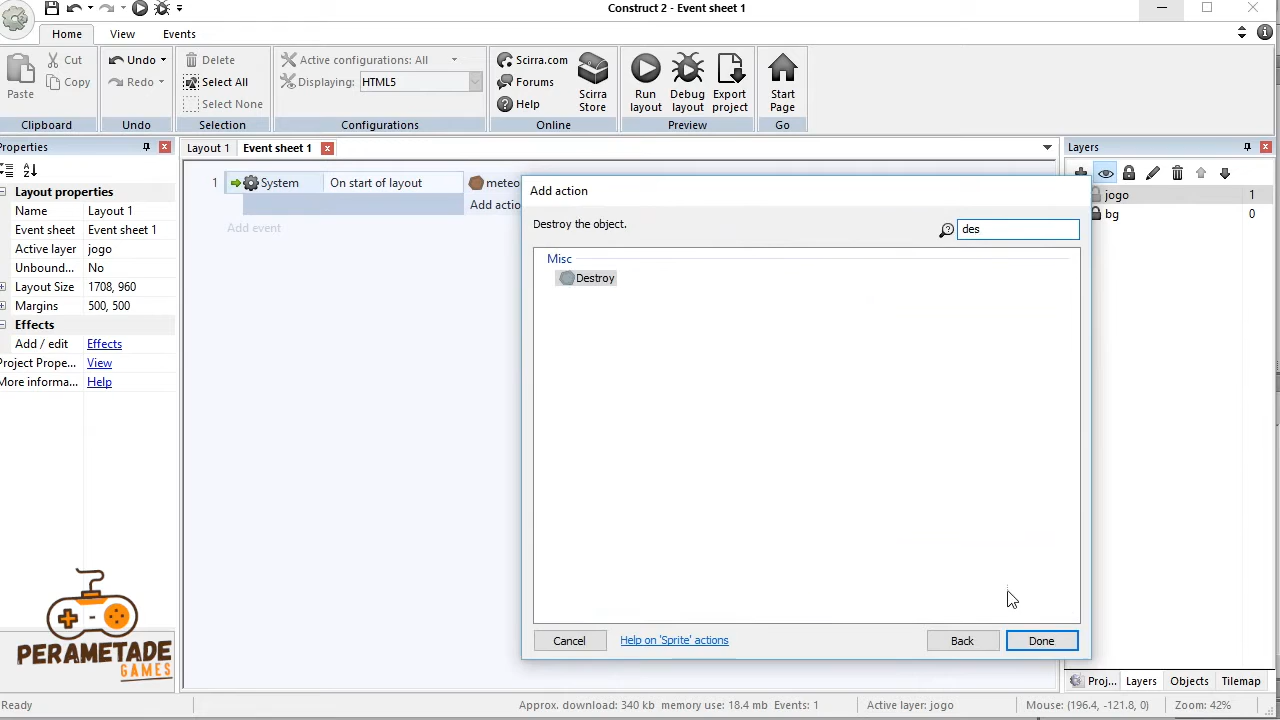 Construct 2 - Event sheet 1
Home View Events
Paste
Cut
Copy
Clipboard
Undo
Redo
Undo
Delete
Select All
Select None
Selection
Active configurations: All
Displaying: HTML5
Configurations
Scirra.com
Forums
Help
Scirra
Store
Online
Run
layout
Debug
layout
Export
project
Preview
Start
Page
Go
Properties
Layout properties
Name Layout 1
Event sheet Event sheet 1
Active layer jogo
Unbound... No
Layout Size 1708, 960
Margins 500, 500
Effects
Add / edit Effects
Project Prope... View
More informa... Help
PERAMETADE
GAMES
Layout 1 Event sheet 1
1 System On start of layout meteo
Add actio
Add event
Add action
Destroy the object.
des
Misc
Destroy
Cancel Help on 'Sprite' actions Back Done
Layers
jogo 1
bg 0
Proj... Layers Objects Tilemap
Ready Approx. download: 340 kb memory use: 18.4 mb Events: 1 Active layer: jogo Mouse: (196.4, -121.8, 0) Zoom: 42%